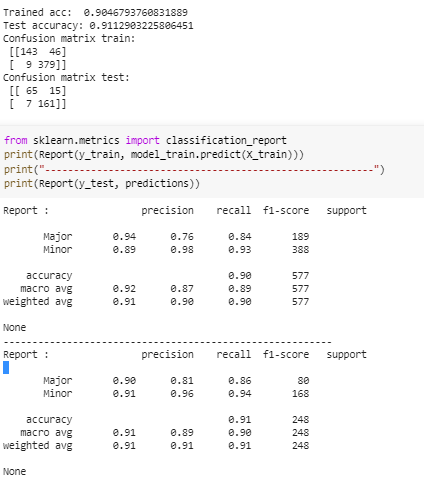 Trained acc:  0.9046793760831889
Test accuracy: 0.9112903225806451
Confusion matrix train:
 [[143  46]
 [  9 379]]
Confusion matrix test:
 [[ 65  15]
 [  7 161]]
from sklearn.metrics import classification_report
print(Report(y_train, model_train.predict(X_train)))
print("---------------------------------------------------------")
print(Report(y_test, predictions))
Report :               precision    recall  f1-score   support
Major       0.94      0.76      0.84       189
Minor       0.89      0.98      0.93       388
accuracy                           0.90       577
macro avg       0.92      0.87      0.89       577
weighted avg       0.91      0.90      0.90       577
None
---------------------------------------------------------
Report :               precision    recall  f1-score   support
Major       0.90      0.81      0.86        80
Minor       0.91      0.96      0.94       168
accuracy                           0.91       248
macro avg       0.91      0.89      0.90       248
weighted avg       0.91      0.91      0.91       248
None